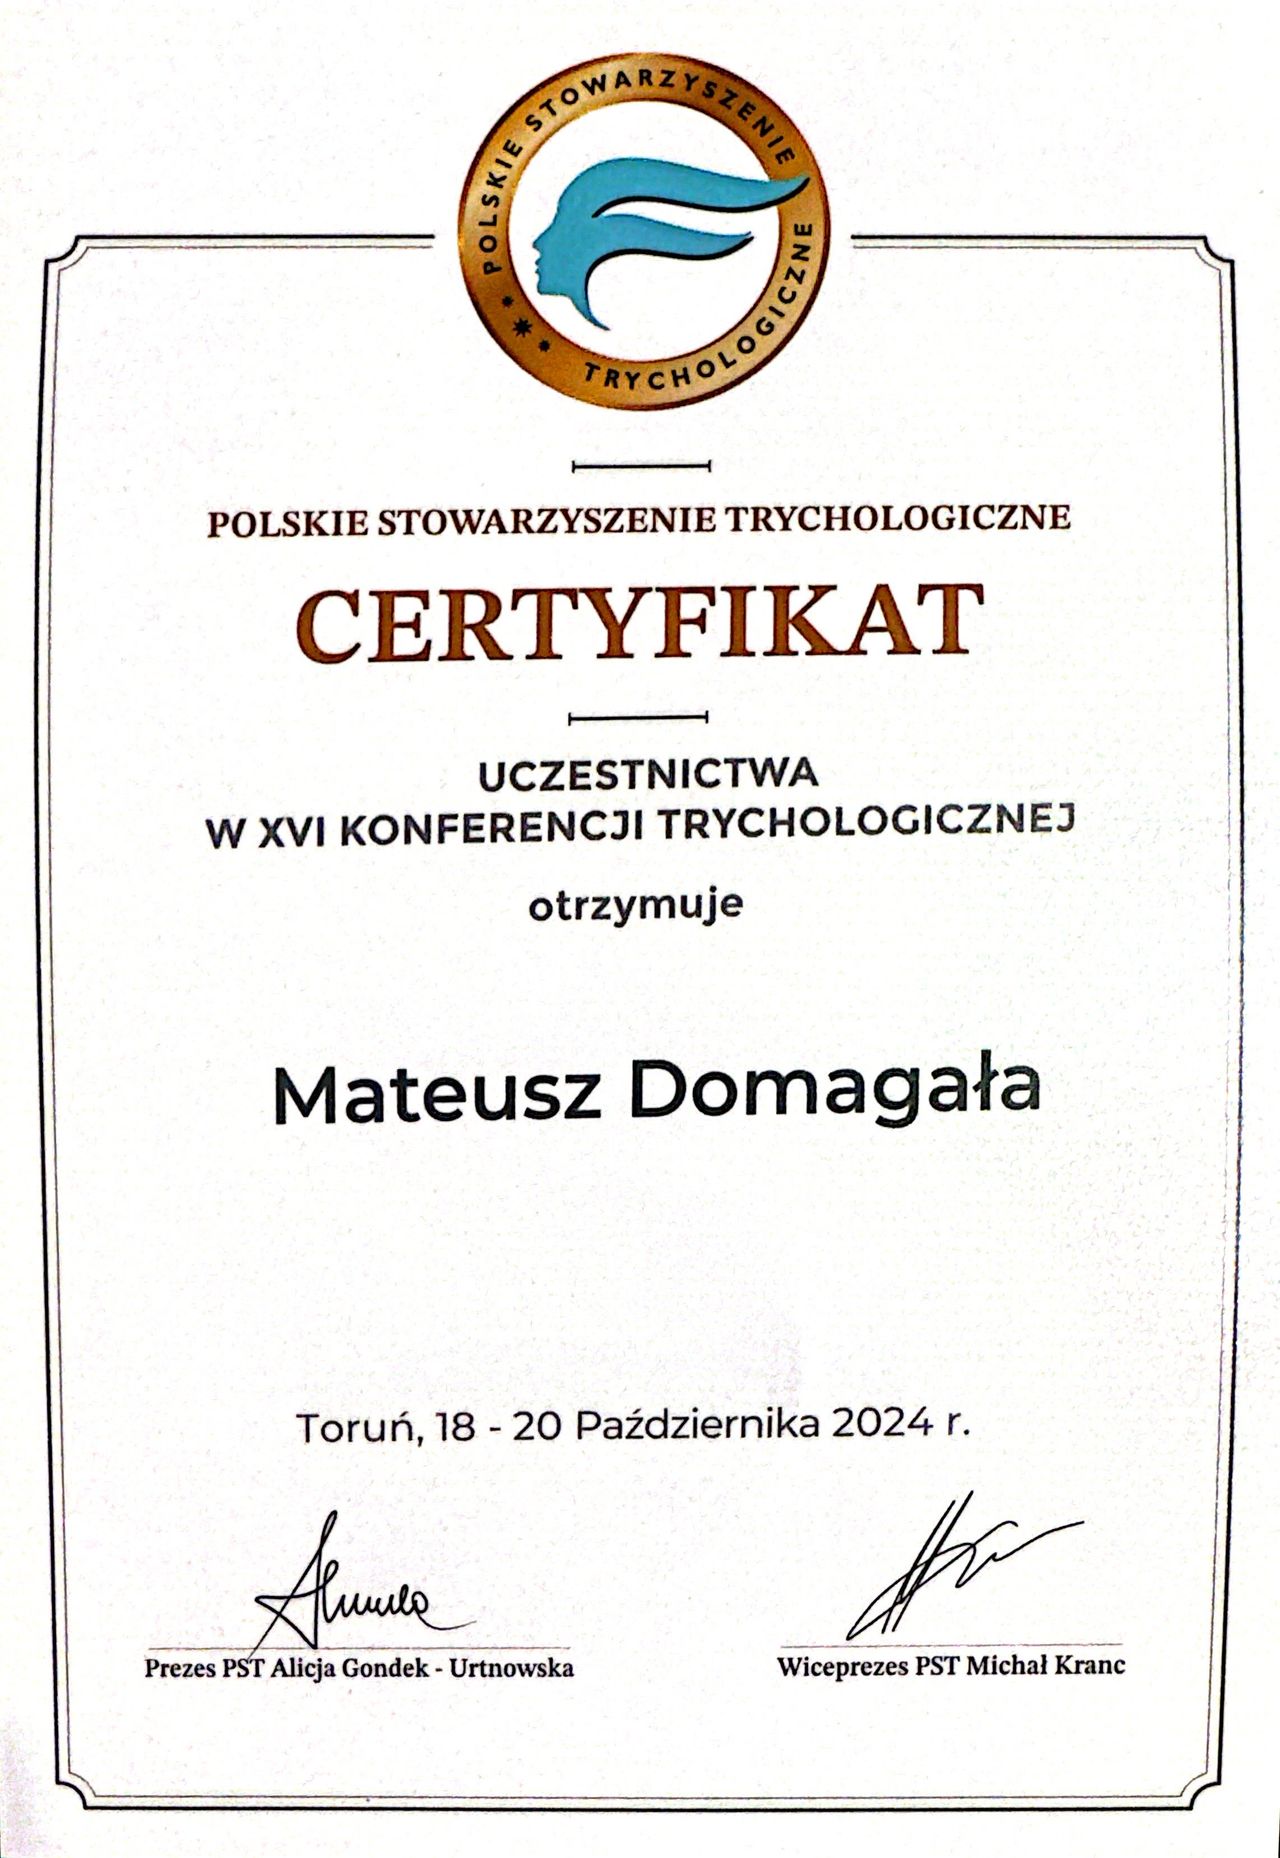 POLSKIE STOWARZYSZENIE TRYCHOLOGICZNE
POLSKIE STOWARZYSZENIE TRYCHOLOGICZNE
CERTYFIKAT
UCZESTNICTWA
W XVI KONFERENCJI TRYCHOLOGICZNEJ
otrzymuje
Mateusz Domagała
Toruń, 18 - 20 Października 2024 r.
Prezes PST Alicja Gondek - Urtnowska
Wiceprezes PST Michał Kranc